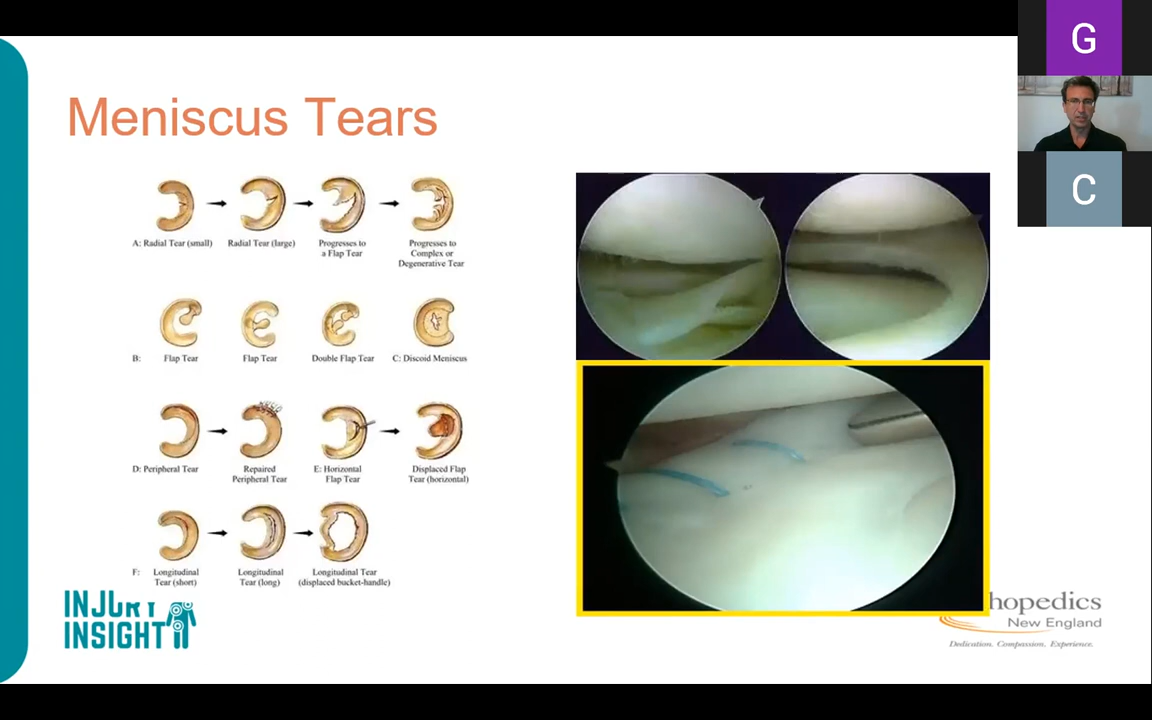 Meniscus Tears
A: Radial Tear (small)
Radial Tear (large)
Progresses to
a Flap Tear
Progresses to
Complex or
Degenerative Tear
B:
Flap Tear
Flap Tear
Double Flap Tear
C: Discoid Meniscus
D: Peripheral Tear
Repaired
Peripheral Tear
E: Horizontal
Flap Tear
Displaced Flap
Tear (horizontal)
F:
Longitudinal
Tear (short)
Longitudinal
Tear (long)
Longitudinal Tear
(displaced bucket-handle)
INJURY
INSIGHT
hopedics
New England
Dedication. Compassion. Experience.
G
C